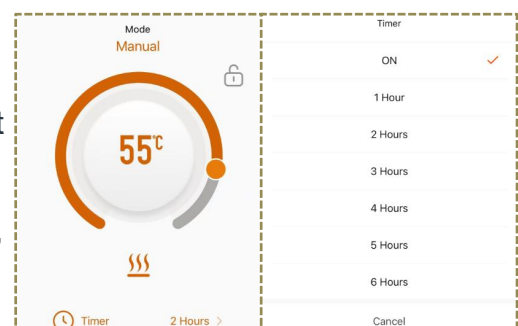 Mode
Manual
55°C
Timer
2 Hours >
Timer
ON
1 Hour
2 Hours
3 Hours
4 Hours
5 Hours
6 Hours
Cancel